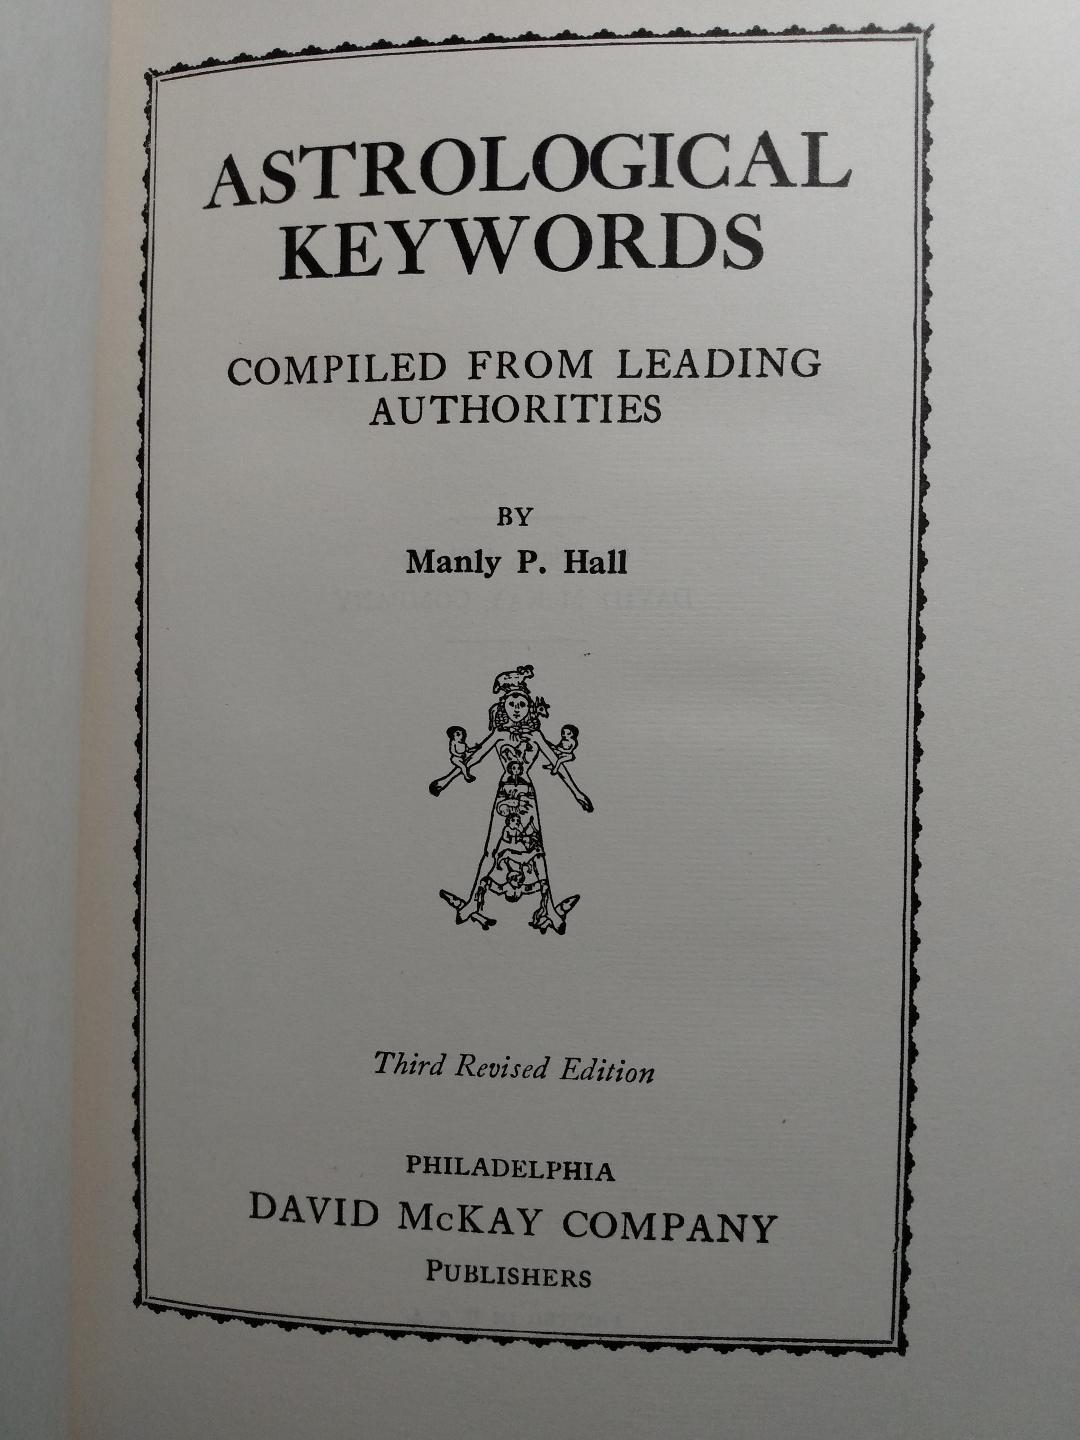 ASTROLOGICAL
KEYWORDS
COMPILED FROM LEADING
AUTHORITIES
BY
Manly P. Hall
Third Revised Edition
PHILADELPHIA
DAVID McKAY COMPANY
PUBLISHERS